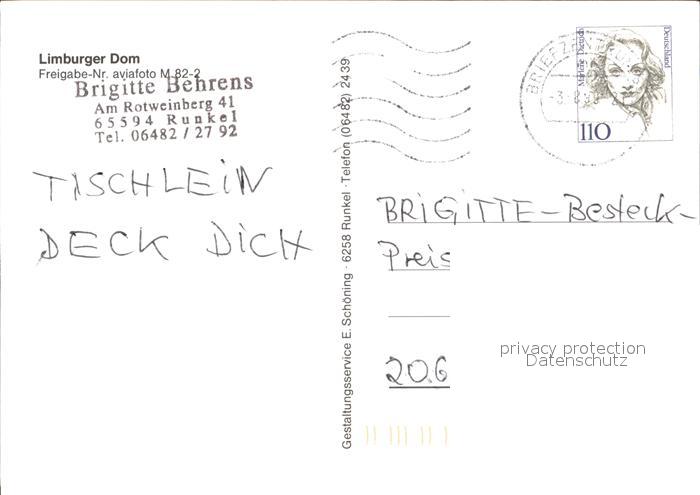 Limburger Dom
Freigabe-Nr. aviafoto M 82-2
Brigitte Behrens
Am Rotweinberg 41
65594 Runkel
Tel. 06482 / 27 92
TISCHLEIN
DECK DICH
Gestaltungsservice E. Schöning · 6258 Runkel · Telefon (06482) 2439
Marlene Dietrich
Deutschland
110
BRIGITTE-Besteck-
Preis
20.6
privacy protection
Datenschutz